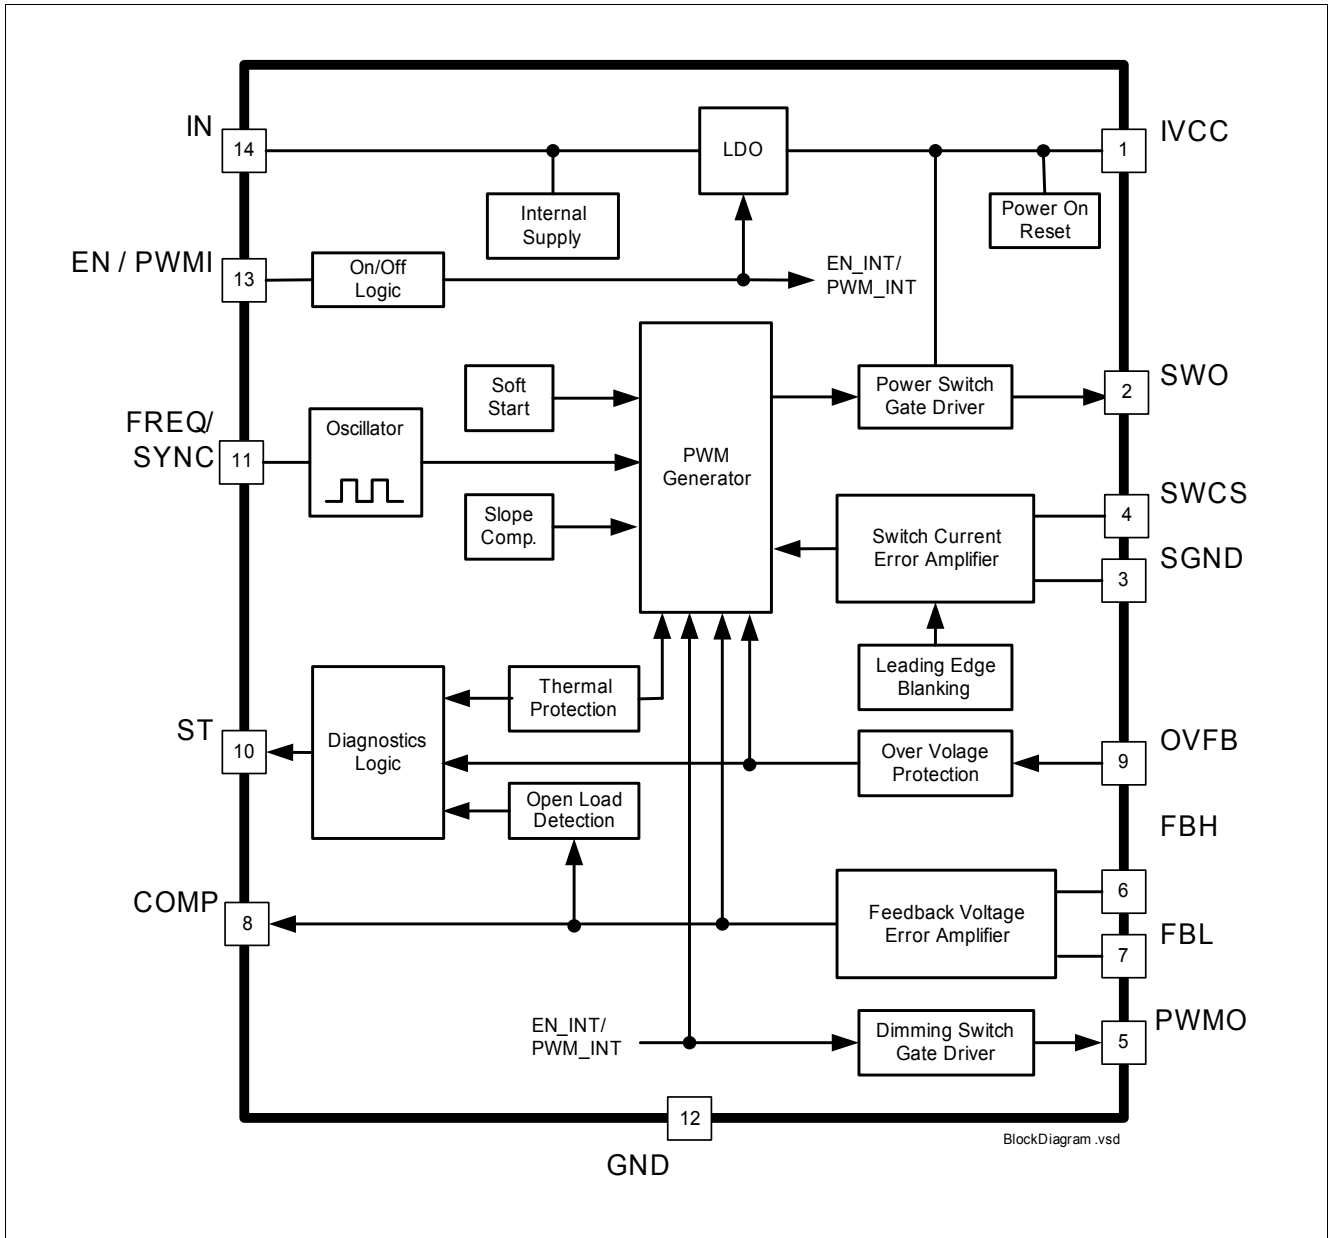 IN
14
LDO
1
IVCC
Internal
Supply
Power On
Reset
EN / PWMI
13
On/Off
Logic
EN_INT/
PWM_INT
Soft
Start
PWM
Generator
Power Switch
Gate Driver
2
SWO
FREQ/
SYNC
11
Oscillator
Slope
Comp.
Switch Current
Error Amplifier
4
SWCS
3
SGND
Leading Edge
Blanking
ST
10
Diagnostics
Logic
Thermal
Protection
Over Volage
Protection
9
OVFB
Open Load
Detection
FBH
COMP
8
Feedback Voltage
Error Amplifier
6
7
FBL
EN_INT/
PWM_INT
Dimming Switch
Gate Driver
5
PWMO
12
GND
BlockDiagram .vsd